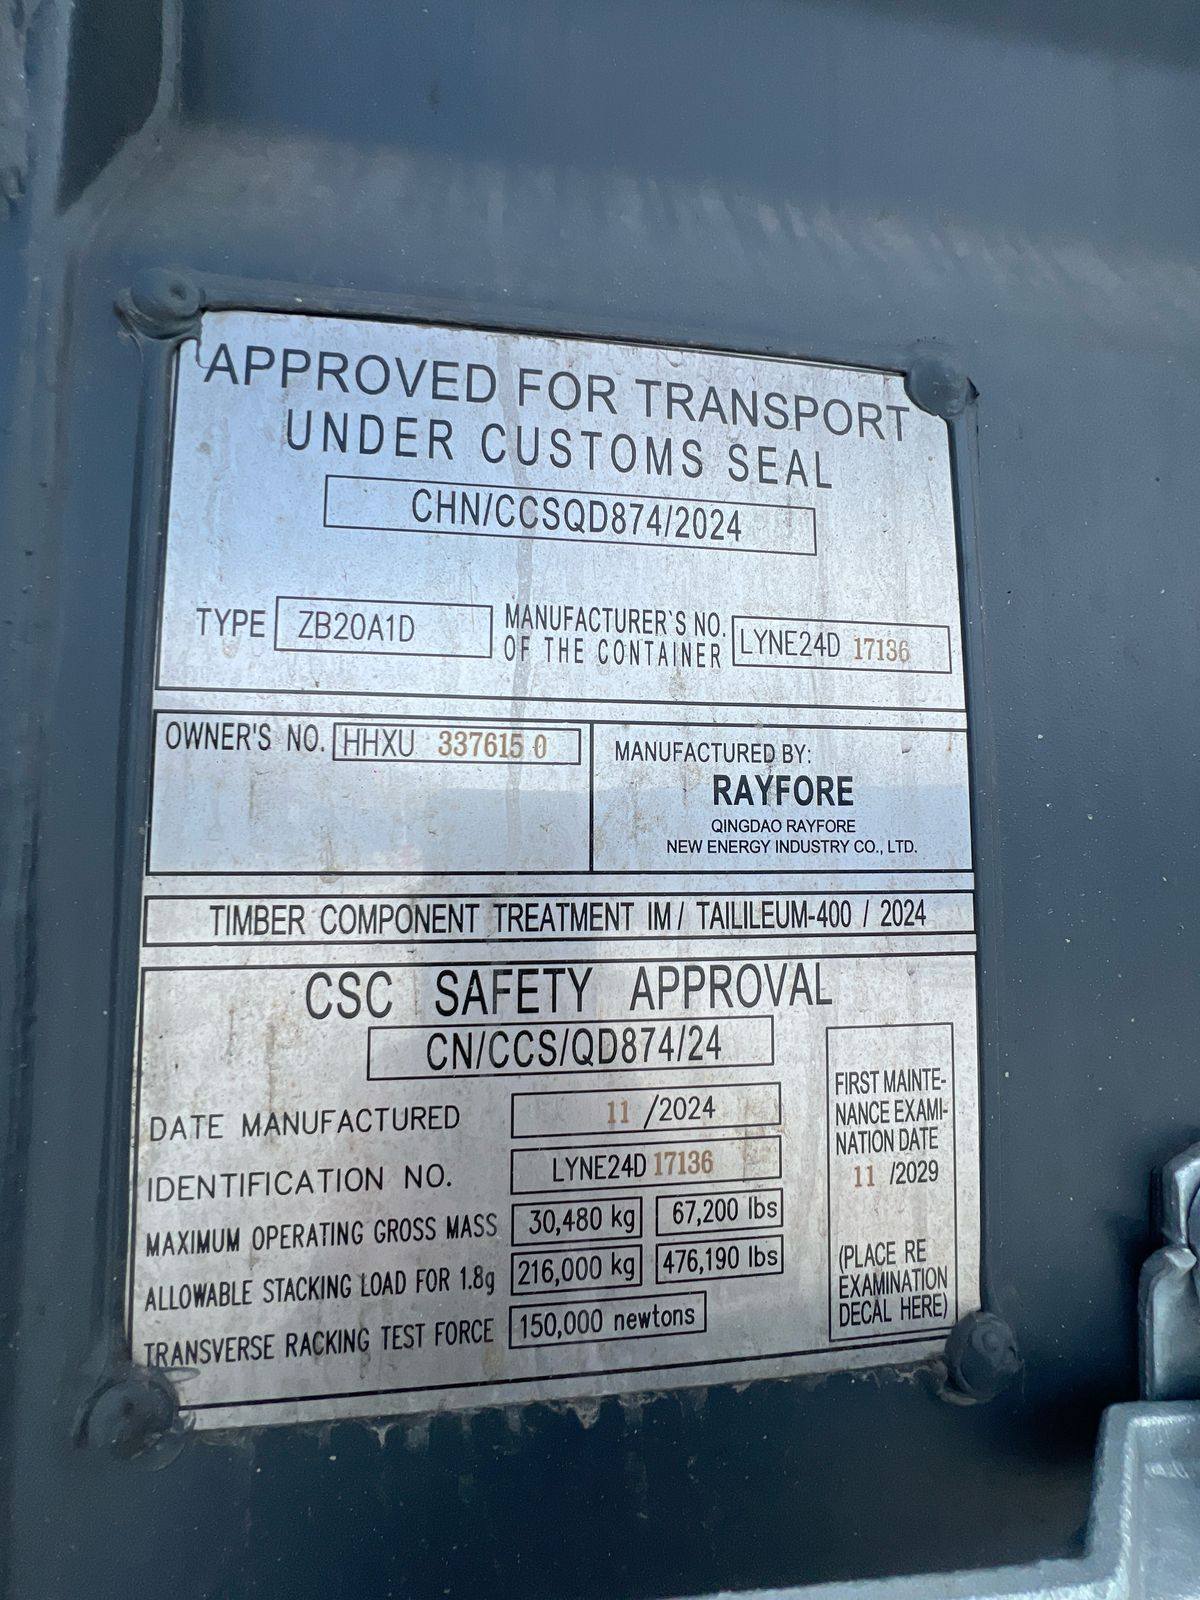 APPROVED FOR TRANSPORT
UNDER CUSTOMS SEAL
CHN/CCSQD874/2024
TYPE ZB20A1D
MANUFACTURER`S NO.
OF THE CONTAINER
LYNE24D 17136
OWNER'S NO. HHXU 337615 0
MANUFACTURED BY:
RAYFORE
QINGDAO RAYFORE
NEW ENERGY INDUSTRY CO., LTD.
TIMBER COMPONENT TREATMENT IM / TAILILEUM-400 / 2024
CSC SAFETY APPROVAL
CN/CCS/QD874/24
DATE MANUFACTURED 11 /2024
IDENTIFICATION NO. LYNE24D 17136
MAXIMUM OPERATING GROSS MASS 30,480 kg 67,200 lbs
ALLOWABLE STACKING LOAD FOR 1.8g 216,000 kg 476,190 lbs
TRANSVERSE RACKING TEST FORCE 150,000 newtons
FIRST MAINTE-
NANCE EXAMI-
NATION DATE
11 /2029
(PLACE RE
EXAMINATION
DECAL HERE)